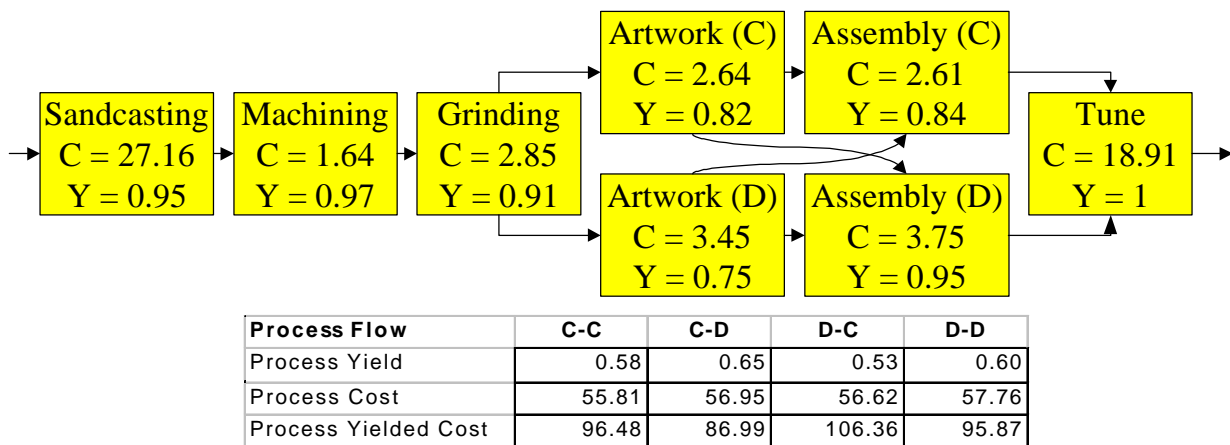 Sandcasting
C = 27.16
Y = 0.95
Machining
C = 1.64
Y = 0.97
Grinding
C = 2.85
Y = 0.91
Artwork (C)
C = 2.64
Y = 0.82
Assembly (C)
C = 2.61
Y = 0.84
Artwork (D)
C = 3.45
Y = 0.75
Assembly (D)
C = 3.75
Y = 0.95
Tune
C = 18.91
Y = 1
Process Flow C-C C-D D-C D-D
Process Yield 0.58 0.65 0.53 0.60
Process Cost 55.81 56.95 56.62 57.76
Process Yielded Cost 96.48 86.99 106.36 95.87